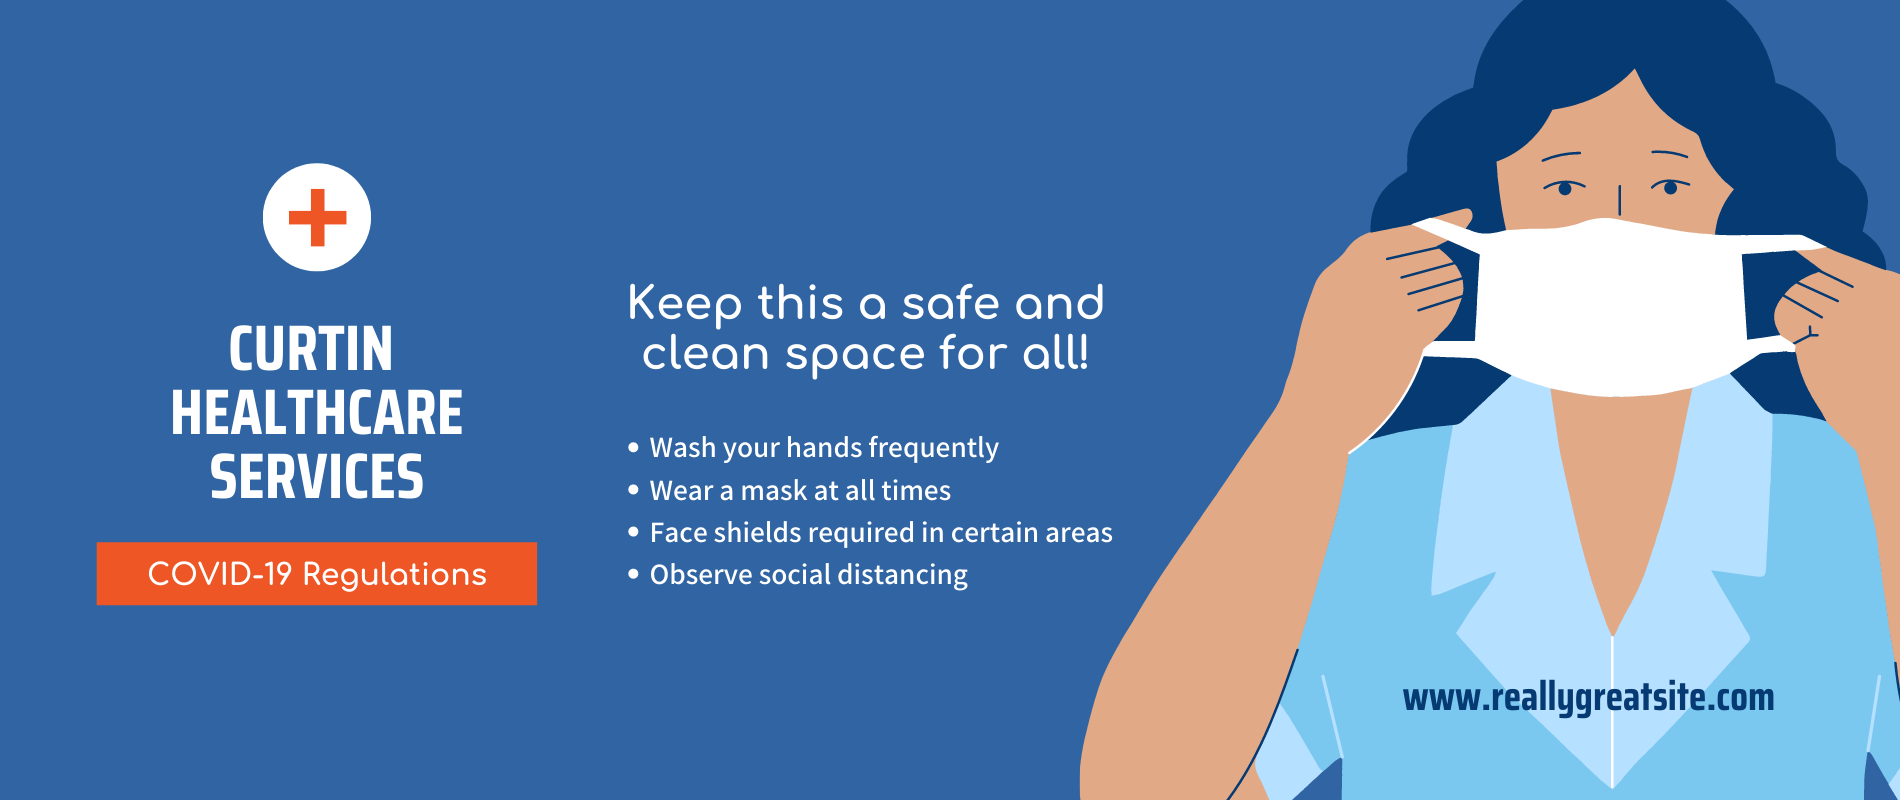 CURTIN
HEALTHCARE
SERVICES
COVID-19 Regulations
Keep this a safe and
clean space for all!
• Wash your hands frequently
• Wear a mask at all times
• Face shields required in certain areas
• Observe social distancing
www.reallygreatsite.com